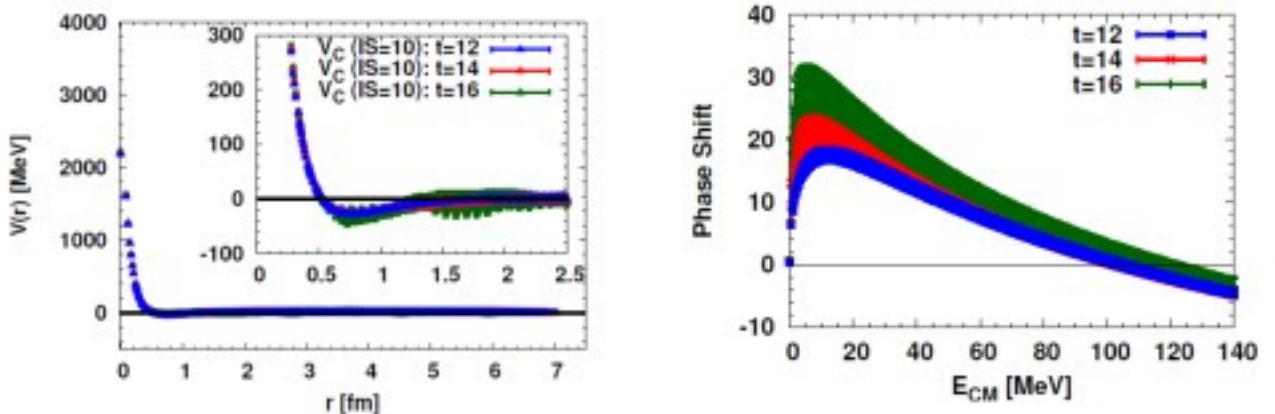 4000
3000
2000
1000
0
V(r) [MeV]
0 1 2 3 4 5 6 7
r [fm]
300
200
100
0
-100
0 0.5 1 1.5 2 2.5
V_C (IS=10): t=12
V_C (IS=10): t=14
V_C (IS=10): t=16
40
30
20
10
0
-10
Phase Shift
t=12
t=14
t=16
0 20 40 60 80 100 120 140
E_CM [MeV]